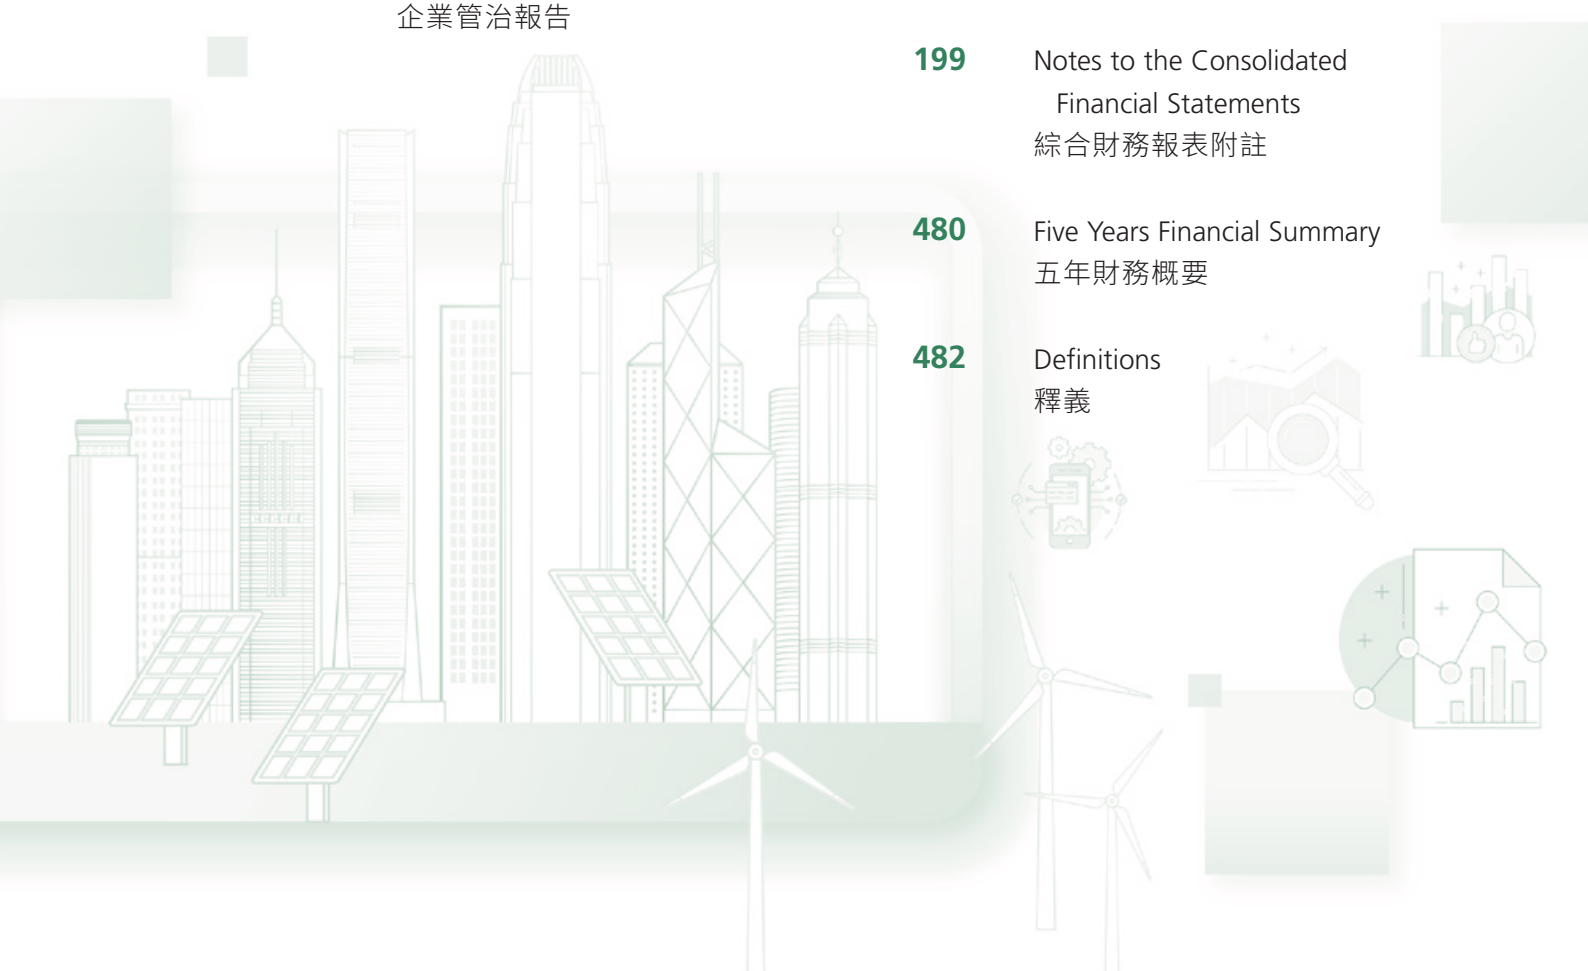 企業管治報告
199 Notes to the Consolidated
Financial Statements
綜合財務報表附註
480 Five Years Financial Summary
五年財務概要
482 Definitions
釋義